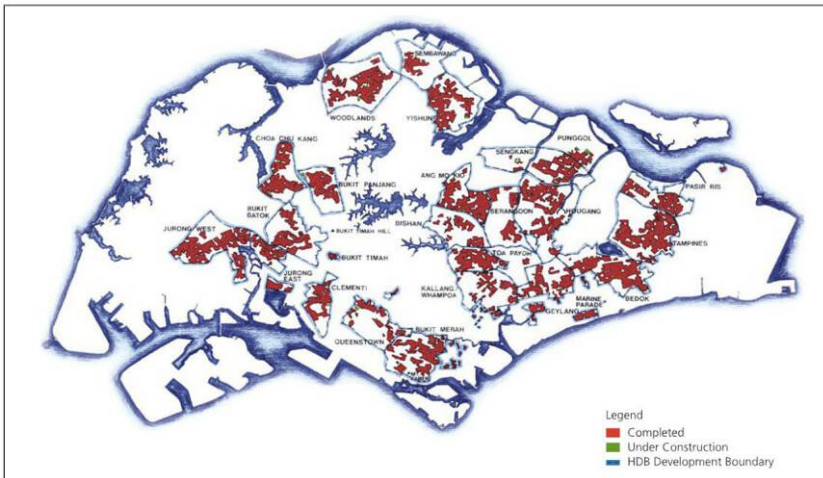 SEMBAWANG
WOODLANDS
YISHUN
PUNGGOL
CHOA CHU KANG
SENGKANG
ANG MO KIO
BUKIT PANJANG
PASIR RIS
SERANGOON
HOUGANG
BUKIT
BATOK
BISHAN
JURONG WEST
BUKIT TIMAH HILL
TAMPINES
BUKIT TIMAH
TOA PAYOH
JURONG
EAST
CLEMENTI
KALLANG
WHAMPOA
MARINE
PARADE
BEDOK
GEYLANG
BUKIT MERAH
QUEENSTOWN
Legend
Completed
Under Construction
HDB Development Boundary